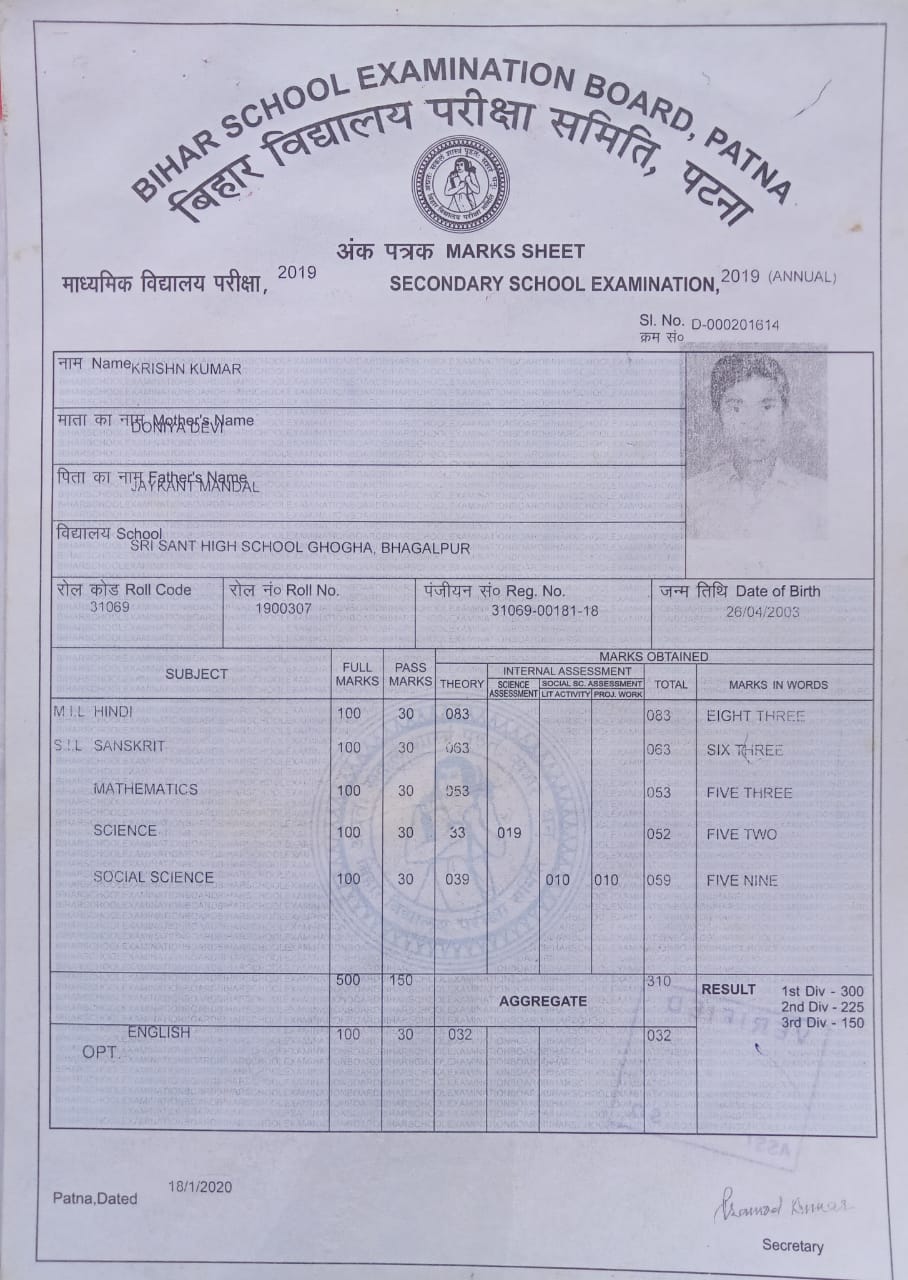 BIHAR SCHOOL EXAMINATION BOARD, PATNA
बिहार विद्यालय परीक्षा समिति, पटना
अंक पत्रक MARKS SHEET
माध्यमिक विद्यालय परीक्षा, 2019 SECONDARY SCHOOL EXAMINATION, 2019 (ANNUAL)
Sl. No. D-000201614
क्रम सं०
नाम Name KRISHN KUMAR
माता का नाम Mother's Name
DONIYA DEVI
पिता का नाम Father's Name
JAYKANT MANDAL
विद्यालय School
SRI SANT HIGH SCHOOL GHOGHA, BHAGALPUR
रोल कोड Roll Code रोल नं० Roll No. पंजीयन सं० Reg. No. जन्म तिथि Date of Birth
31069 1900307 31069-00181-18 26/04/2003
SUBJECT FULL MARKS PASS MARKS MARKS OBTAINED
THEORY INTERNAL ASSESSMENT TOTAL MARKS IN WORDS
SCIENCE ASSESSMENT SOCIAL SC. ASSESSMENT
LIT ACTIVITY PROJ. WORK
M.I.L HINDI 100 30 083 083 EIGHT THREE
S.I.L SANSKRIT 100 30 063 063 SIX THREE
MATHEMATICS 100 30 053 053 FIVE THREE
SCIENCE 100 30 33 019 052 FIVE TWO
SOCIAL SCIENCE 100 30 039 010 010 059 FIVE NINE
500 150 AGGREGATE 310 RESULT 1st Div - 300
2nd Div - 225
3rd Div - 150
ENGLISH 100 30 032 032
OPT.
VERIFIED
Patna,Dated 18/1/2020
Pramod Kumar
Secretary